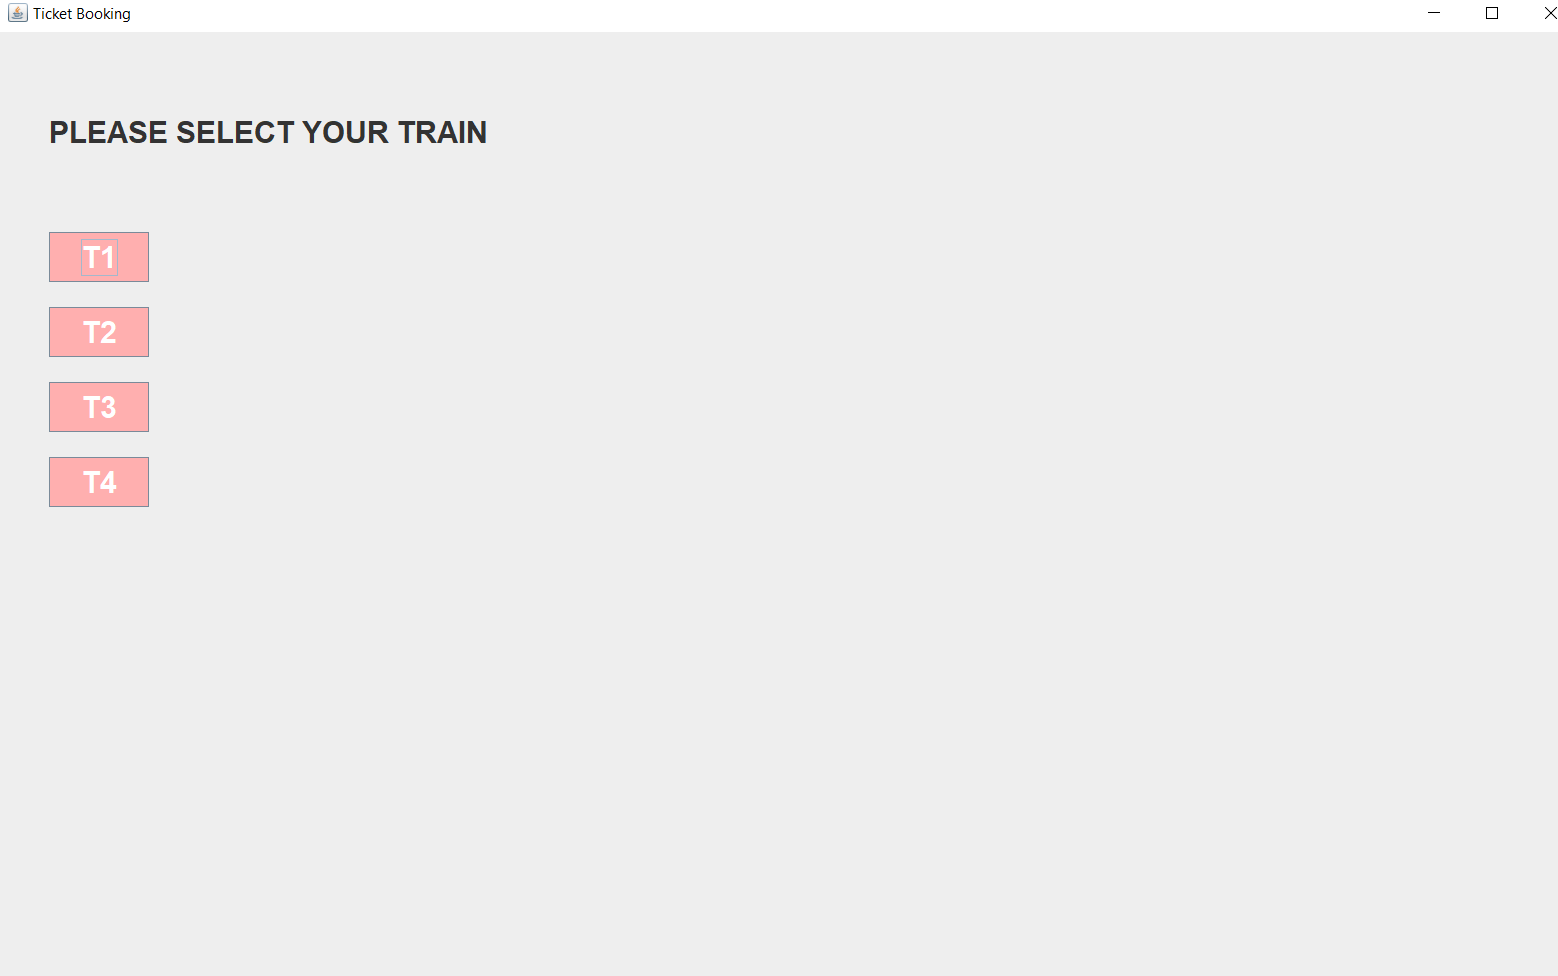 Ticket Booking
PLEASE SELECT YOUR TRAIN
T1
T2
T3
T4